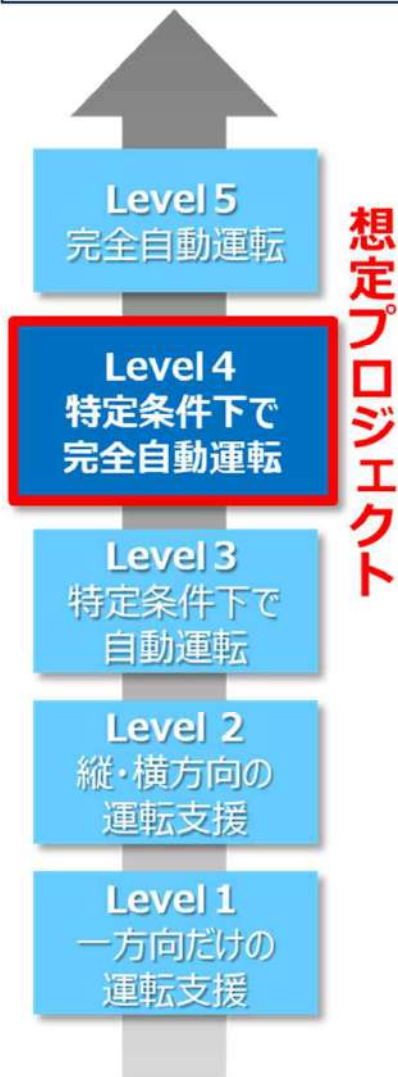 Level 5
完全自動運転
Level 4
特定条件下で
完全自動運転
Level 3
特定条件下で
自動運転
Level 2
縦・横方向の
運転支援
Level 1
一方向だけの
運転支援
想定プロジェクト